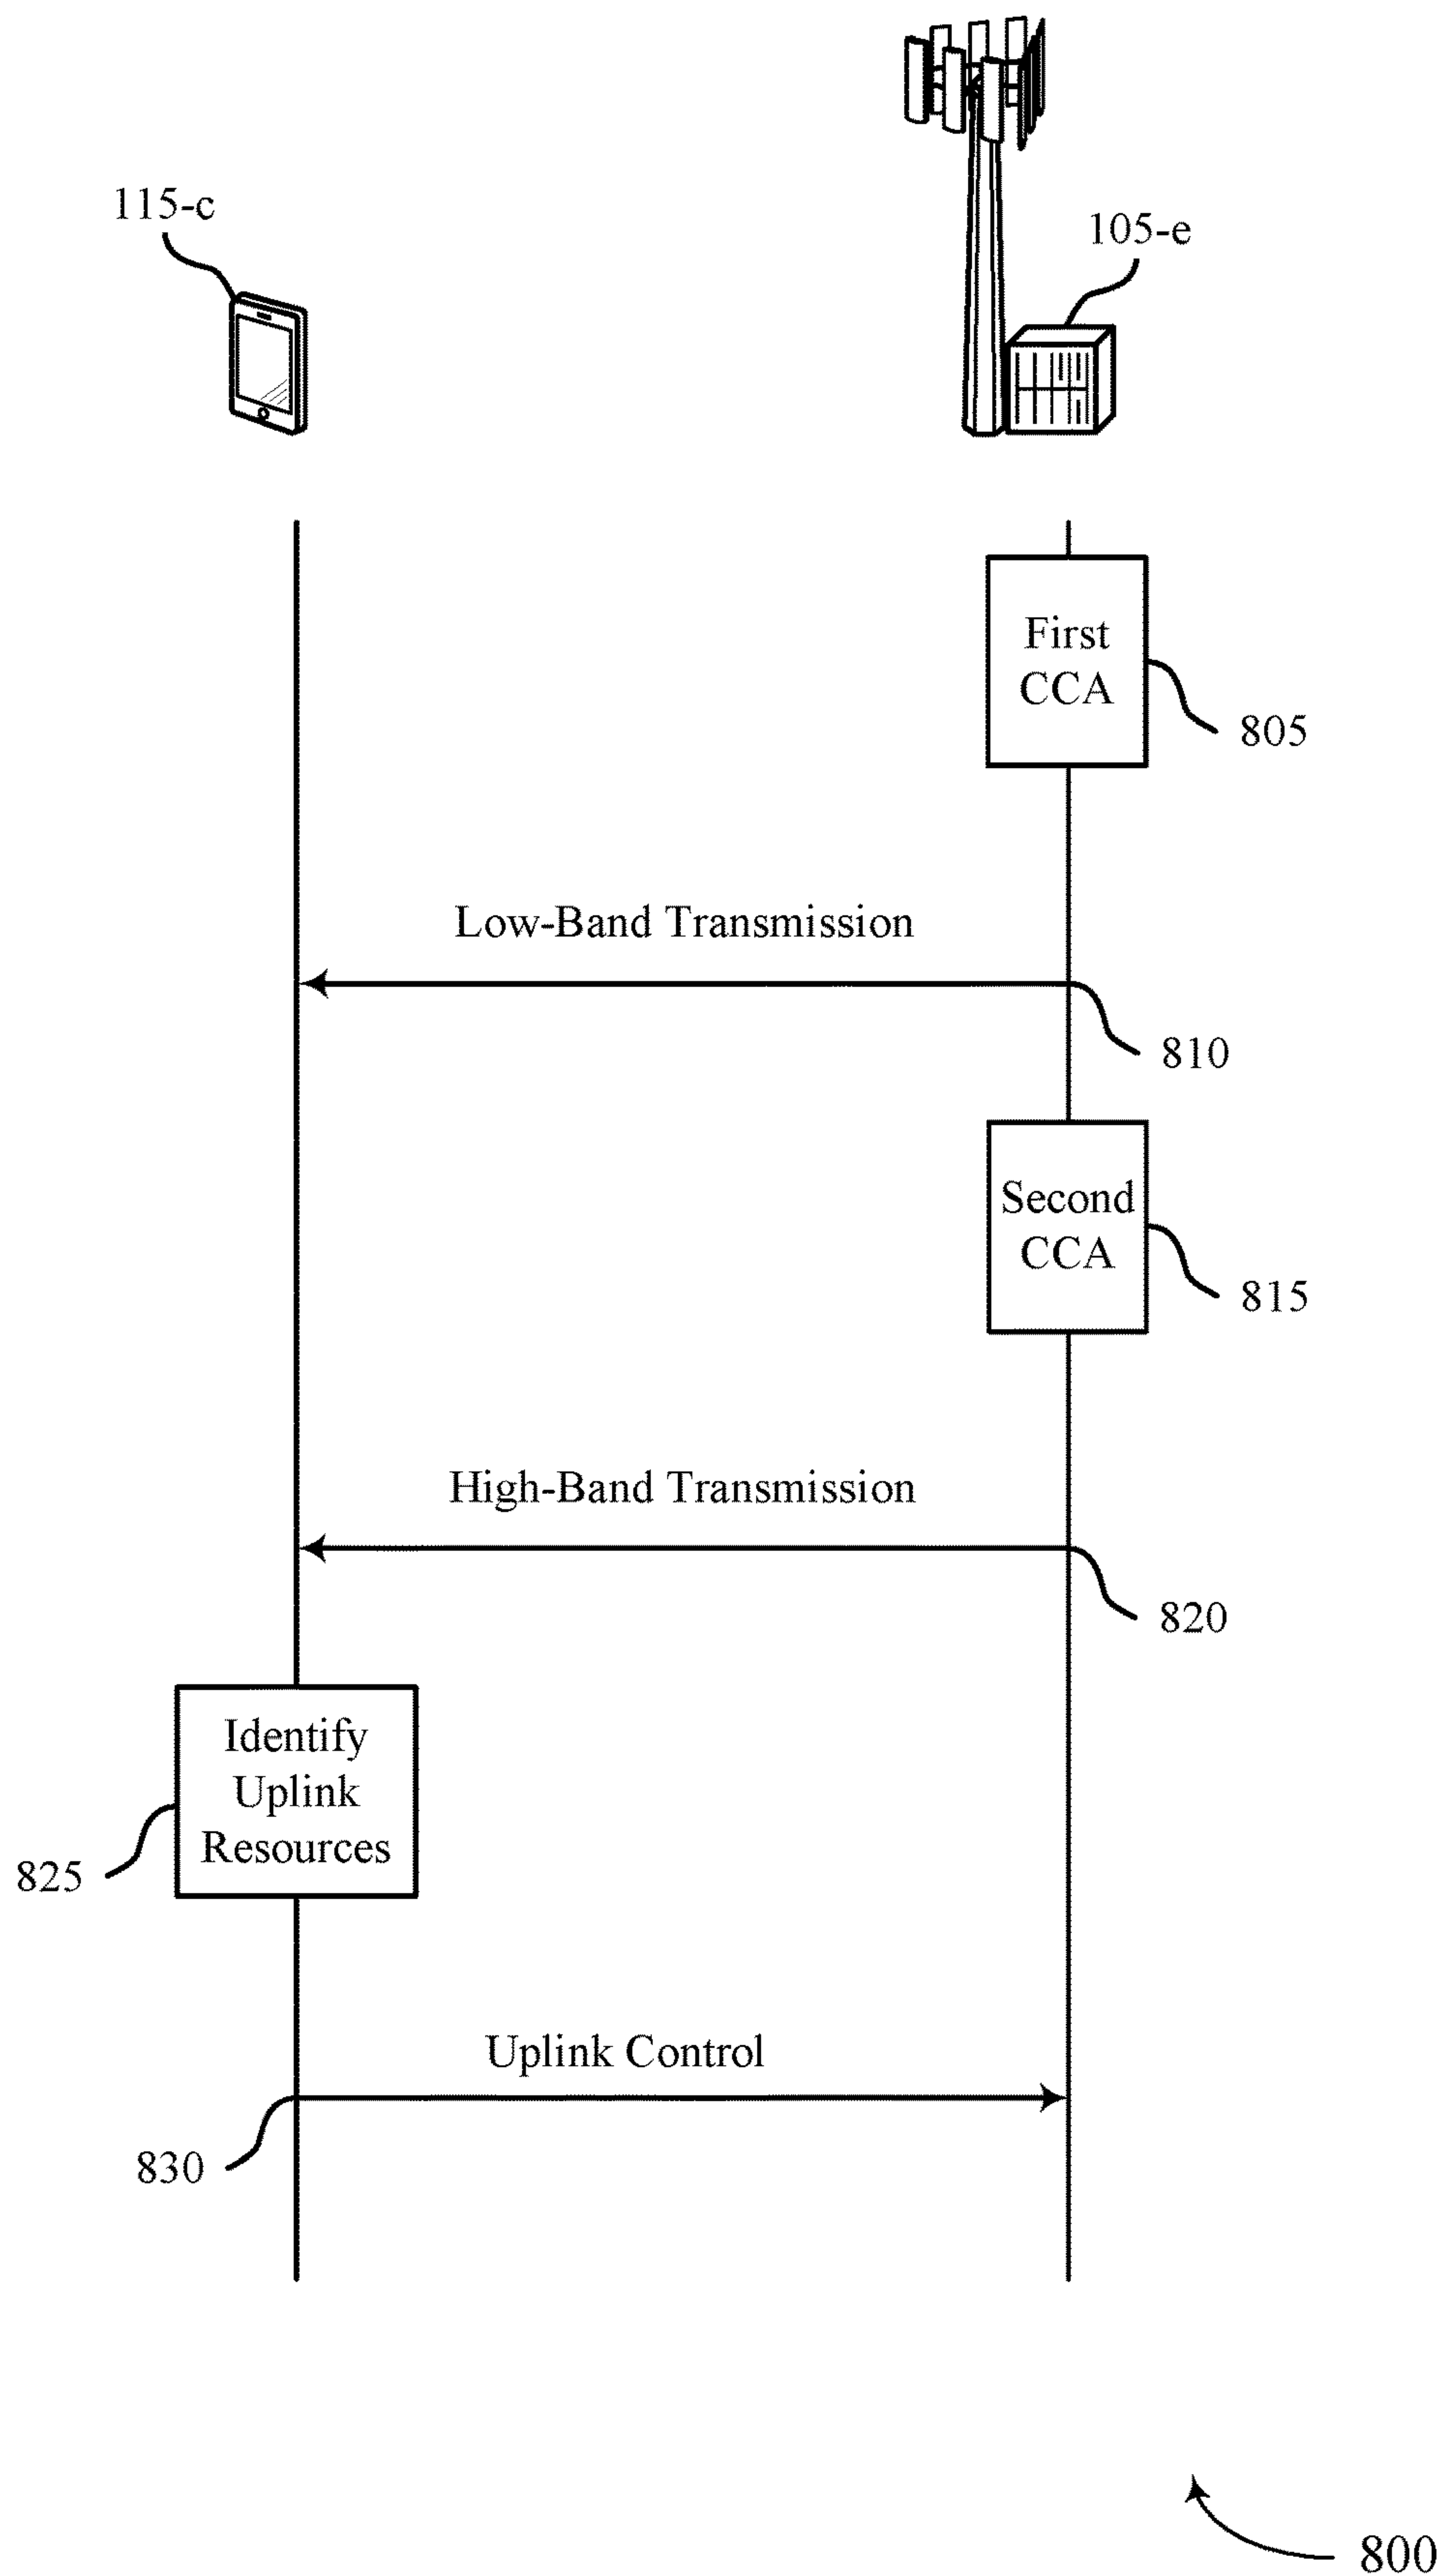 115-c
105-e
First
CCA
805
Low-Band Transmission
810
Second
CCA
815
High-Band Transmission
820
Identify
Uplink
Resources
825
Uplink Control
830
800